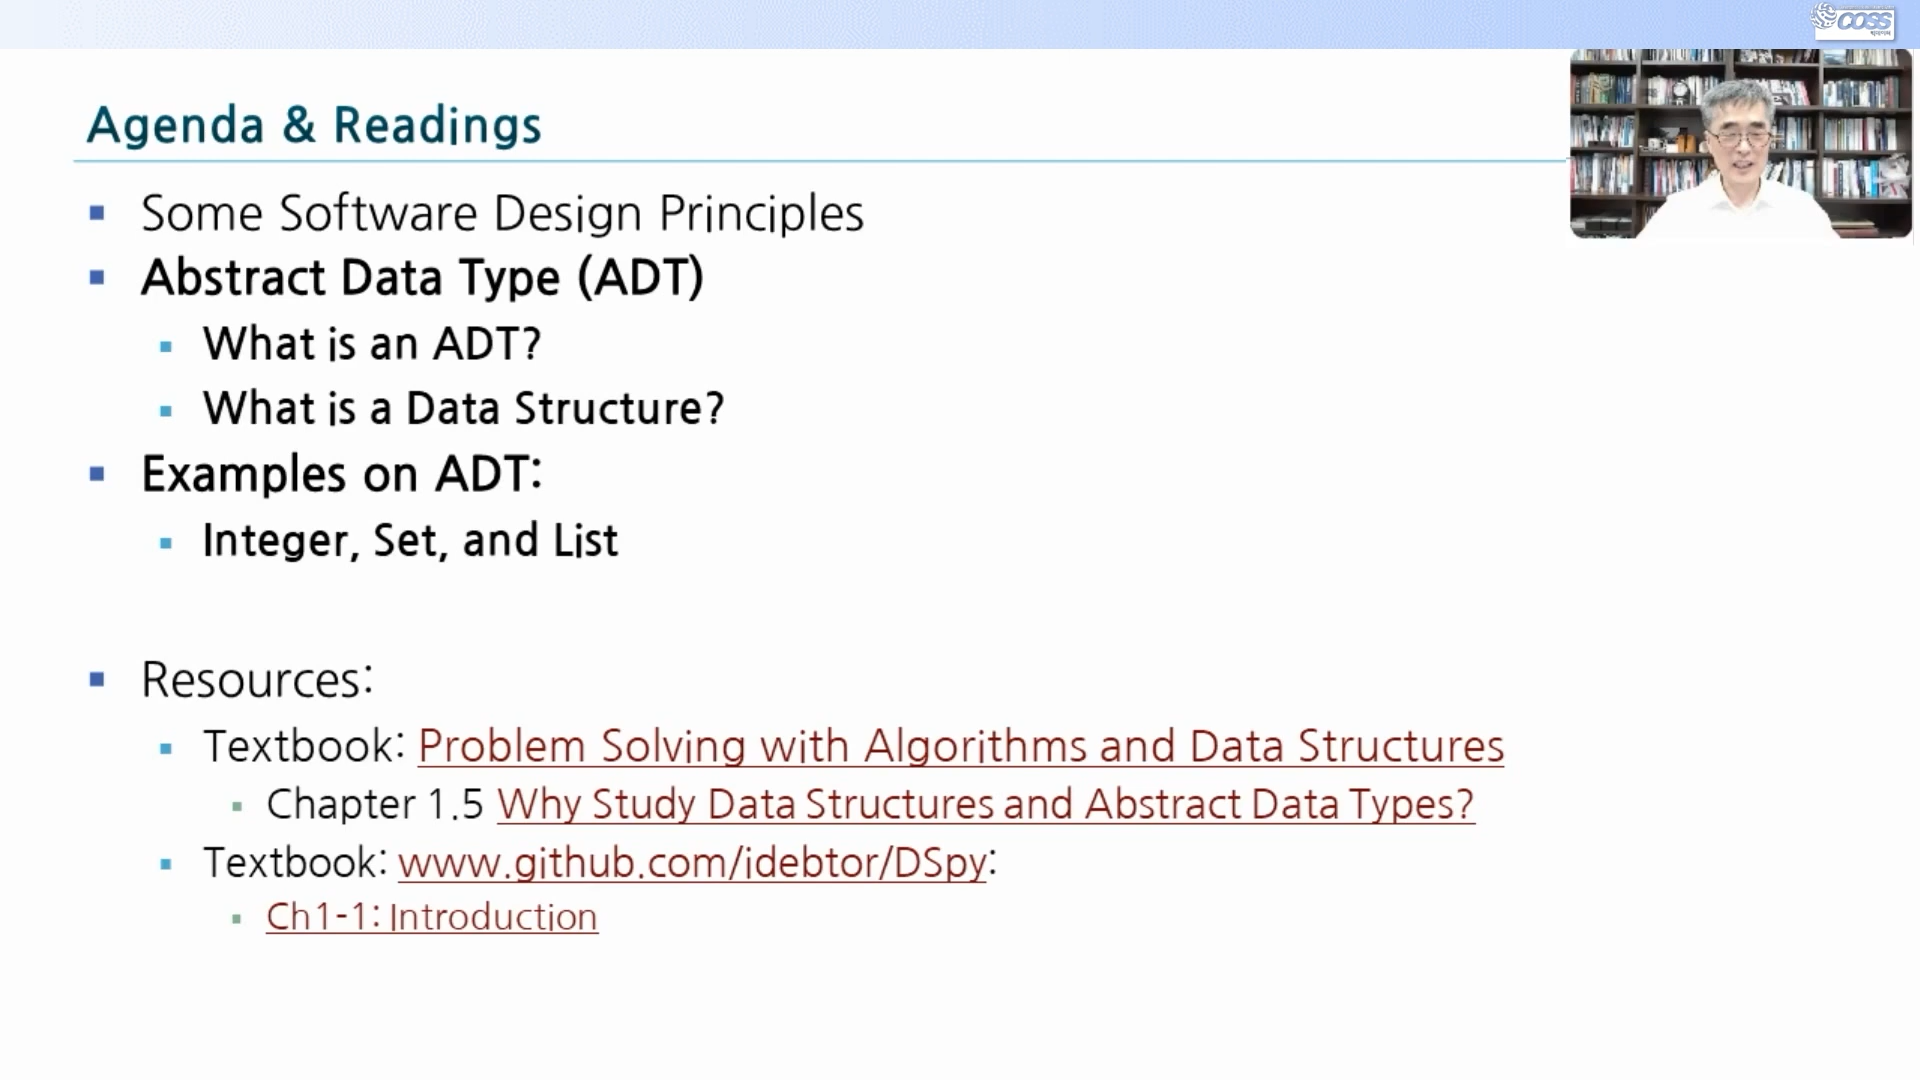 COSS
Agenda & Readings
Some Software Design Principles
Abstract Data Type (ADT)
What is an ADT?
What is a Data Structure?
Examples on ADT:
Integer, Set, and List
Resources:
Textbook: Problem Solving with Algorithms and Data Structures
Chapter 1.5 Why Study Data Structures and Abstract Data Types?
Textbook: www.github.com/idebtor/DSpy:
Ch1-1: Introduction